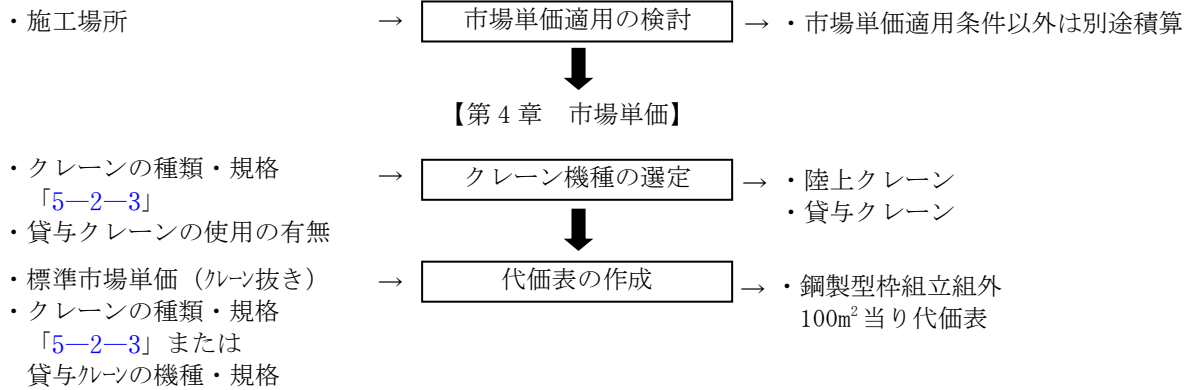 ・施工場所 → 市場単価適用の検討 → ・市場単価適用条件以外は別途積算
【第4章　市場単価】
・クレーンの種類・規格 → クレーン機種の選定 → ・陸上クレーン
「5―2―3」 ・貸与クレーン
・貸与クレーンの使用の有無
・標準市場単価（ｸﾚｰﾝ抜き） → 代価表の作成 → ・鋼製型枠組立組外
・クレーンの種類・規格 100m²当り代価表
「5―2―3」または
貸与ｸﾚｰﾝの機種・規格